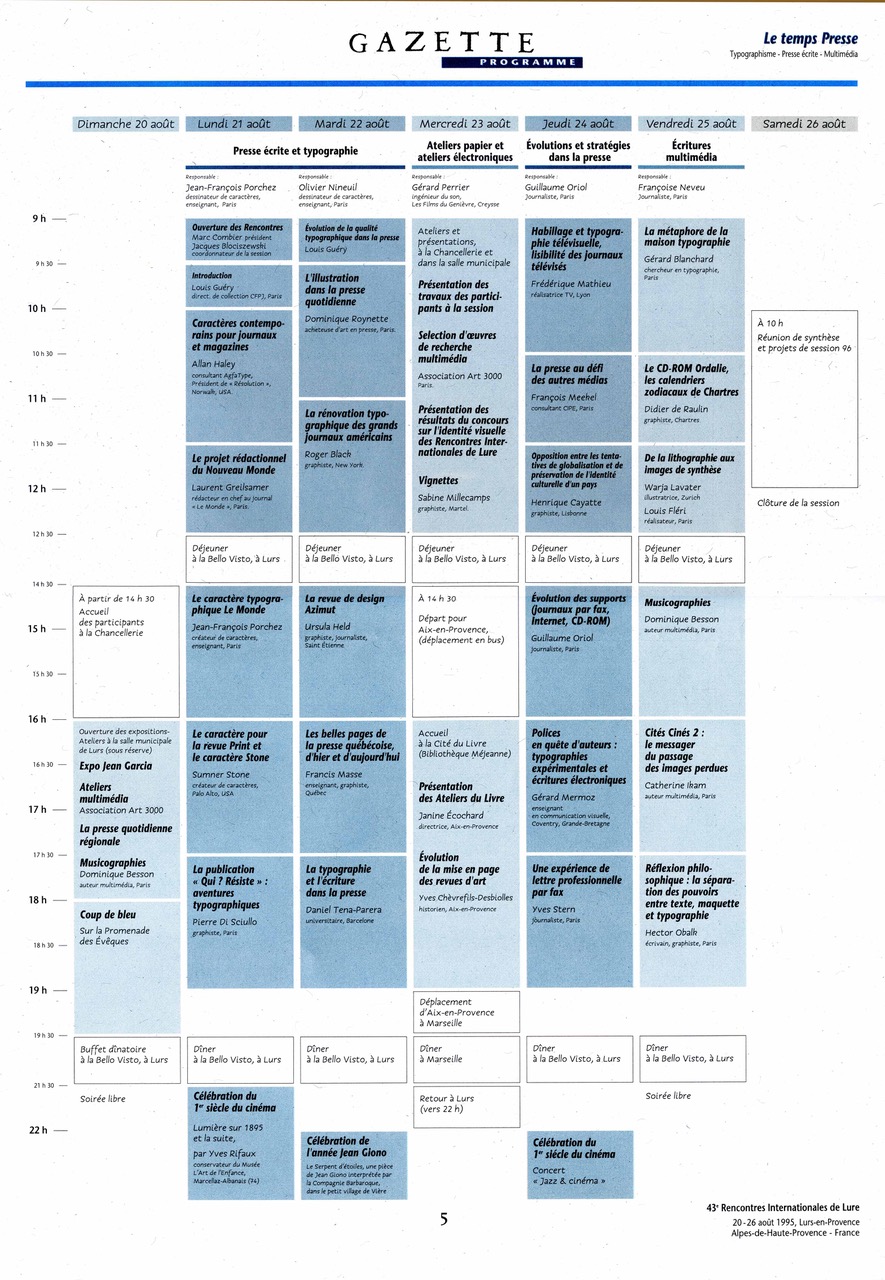 GAZETTE
PROGRAMME
Le temps Presse
Typographisme - Presse écrite - Multimédia
Dimanche 20 août
Lundi 21 août
Mardi 22 août
Mercredi 23 août
Jeudi 24 août
Vendredi 25 août
Samedi 26 août
Presse écrite et typographie
Ateliers papier et
ateliers électroniques
Évolutions et stratégies
dans la presse
Écritures
multimédia
Responsable :
Jean-François Porchez
dessinateur de caractères,
enseignant, Paris
Responsable :
Olivier Nineuil
dessinateur de caractères,
enseignant, Paris
Responsable :
Gérard Perrier
ingénieur du son,
Les Films du Genièvre, Creysse
Responsable :
Guillaume Oriol
Journaliste, Paris
Responsable :
Françoise Neveu
Journaliste, Paris
9 h
9 h 30
10 h
10 h 30
11 h
11 h 30
12 h
12 h 30
14 h 30
15 h
15 h 30
16 h
16 h 30
17 h
17 h 30
18 h
18 h 30
19 h
19 h 30
21 h 30
22 h
À partir de 14 h 30
Accueil
des participants
à la Chancellerie
Ouverture des expositions-
Ateliers à la salle municipale
de Lurs (sous réserve)
Expo Jean Garcia
Ateliers
multimédia
Association Art 3000
La presse quotidienne
régionale
Musicographies
Dominique Besson
auteur multimédia, Paris
Coup de bleu
Sur la Promenade
des Évêques
Buffet dînatoire
à la Bello Visto, à Lurs
Soirée libre
Ouverture des Rencontres
Marc Combier président
Jacques Blociszewski
coordonnateur de la session
Introduction
Louis Guéry
direct. de collection CFPJ, Paris
Caractères contempo-
rains pour journaux
et magazines
Allan Haley
consultant AgfaType,
Président de « Résolution »,
Norwalk, USA.
Le projet rédactionnel
du Nouveau Monde
Laurent Greilsamer
rédacteur en chef au journal
« Le Monde », Paris.
Déjeuner
à la Bello Visto, à Lurs
Le caractère typogra-
phique Le Monde
Jean-François Porchez
créateur de caractères,
enseignant, Paris
Le caractère pour
la revue Print et
le caractère Stone
Sumner Stone
créateur de caractères,
Palo Alto, USA
La publication
« Qui ? Résiste » :
aventures
typographiques
Pierre Di Sciullo
graphiste, Paris
Dîner
à la Bello Visto, à Lurs
Célébration du
1er siècle du cinéma
Lumière sur 1895
et la suite,
par Yves Rifaux
conservateur du Musée
L'Art de l'Enfance,
Marcellaz-Albanais (74)
Évolution de la qualité
typographique dans la presse
Louis Guéry
L'illustration
dans la presse
quotidienne
Dominique Roynette
acheteuse d'art en presse, Paris.
La rénovation typo-
graphique des grands
journaux américains
Roger Black
graphiste, New York
Déjeuner
à la Bello Visto, à Lurs
La revue de design
Azimut
Ursula Held
graphiste, journaliste,
Saint Étienne
Les belles pages de
la presse québécoise,
d'hier et d'aujourd'hui
Francis Masse
enseignant, graphiste,
Québec
La typographie
et l'écriture
dans la presse
Daniel Tena-Parera
universitaire, Barcelone
Dîner
à la Bello Visto, à Lurs
Célébration de
l'année Jean Giono
Le Serpent d'étoiles, une pièce
de Jean Giono interprétée par
la Compagnie Barbaroque,
dans le petit village de Vière
Ateliers et
présentations,
à la Chancellerie et
dans la salle municipale
Présentation des
travaux des partici-
pants à la session
Selection d'œuvres
de recherche
multimédia
Association Art 3000
Paris.
Présentation des
résultats du concours
sur l'identité visuelle
des Rencontres Inter-
nationales de Lure
Vignettes
Sabine Millecamps
graphiste, Martel
Déjeuner
à la Bello Visto, à Lurs
À 14 h 30
Départ pour
Aix-en-Provence,
(déplacement en bus)
Accueil
à la Cité du Livre
(Bibliothèque Méjeanne)
Présentation
des Ateliers du Livre
Janine Écochard
directrice, Aix-en-Provence
Évolution
de la mise en page
des revues d'art
Yves Chèvrefils-Desbiolles
historien, Aix-en-Provence
Déplacement
d'Aix-en-Provence
à Marseille
Dîner
à Marseille
Retour à Lurs
(vers 22 h)
Habillage et typogra-
phie télévisuelle,
lisibilité des journaux
télévisés
Frédérique Mathieu
réalisatrice TV, Lyon
La presse au défi
des autres médias
François Meekel
consultant CIPE, Paris
Opposition entre les tenta-
tives de globalisation et de
préservation de l'identité
culturelle d'un pays
Henrique Cayatte
graphiste, Lisbonne
Déjeuner
à la Bello Visto, à Lurs
Évolution des supports
(journaux par fax,
Internet, CD-ROM)
Guillaume Oriol
journaliste, Paris
Polices
en quête d'auteurs :
typographies
expérimentales et
écritures électroniques
Gérard Mermoz
enseignant
en communication visuelle,
Coventry, Grande-Bretagne
Une expérience de
lettre professionnelle
par fax
Yves Stern
journaliste, Paris
Dîner
à la Bello Visto, à Lurs
Célébration du
1er siécle du cinéma
Concert
« Jazz & cinéma »
La métaphore de la
maison typographie
Gérard Blanchard
chercheur en typographie,
Paris
Le CD-ROM Ordalie,
les calendriers
zodiacaux de Chartres
Didier de Raulin
graphiste, Chartres
De la lithographie aux
images de synthèse
Warja Lavater
illustratrice, Zurich
Louis Fléri
réalisateur, Paris
Déjeuner
à la Bello Visto, à Lurs
Musicographies
Dominique Besson
auteur multimédia, Paris
Cités Cinés 2 :
le messager
du passage
des images perdues
Catherine Ikam
auteur multimédia, Paris
Réflexion philo-
sophique : la sépara-
tion des pouvoirs
entre texte, maquette
et typographie
Hector Obalk
écrivain, graphiste, Paris
Dîner
à la Bello Visto, à Lurs
Soirée libre
À 10 h
Réunion de synthèse
et projets de session 96
Clôture de la session
5
43e Rencontres Internationales de Lure
20-26 août 1995, Lurs-en-Provence
Alpes-de-Haute-Provence - France